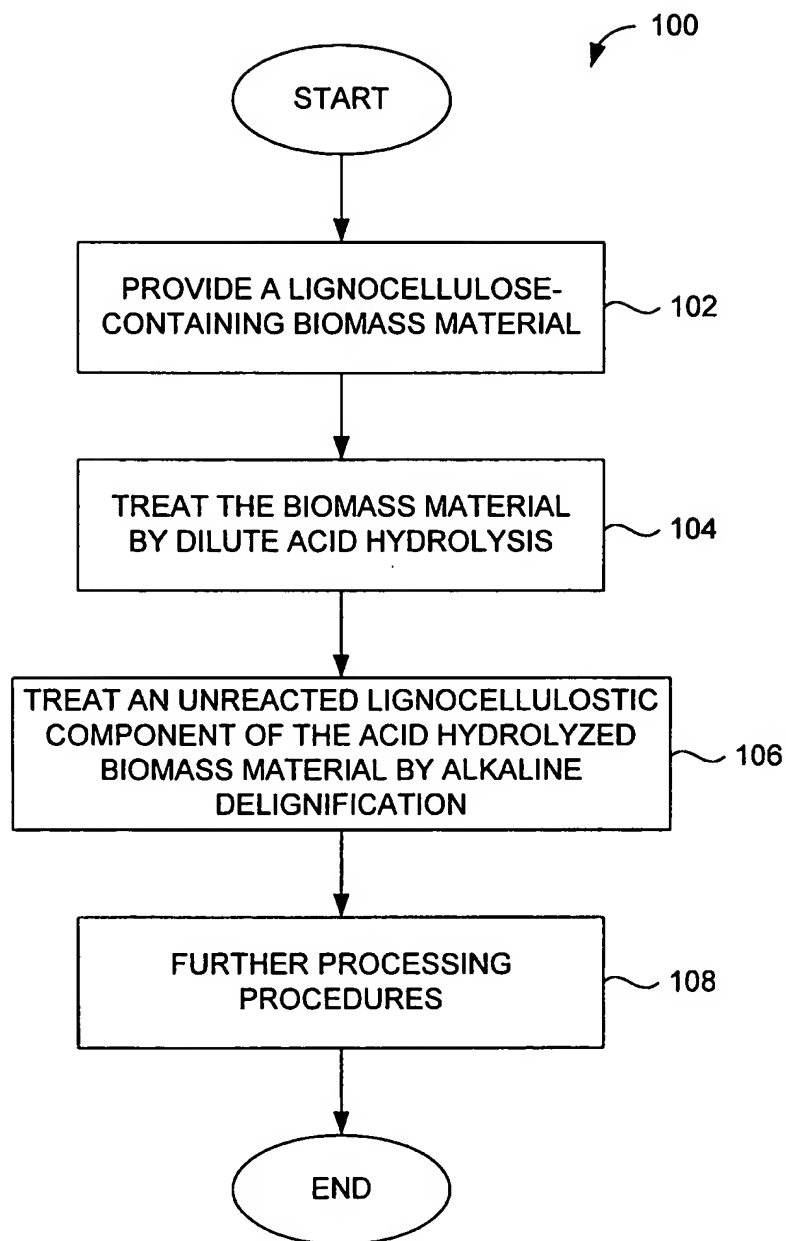 100
START
PROVIDE A LIGNOCELLULOSE-
CONTAINING BIOMASS MATERIAL
102
TREAT THE BIOMASS MATERIAL
BY DILUTE ACID HYDROLYSIS
104
TREAT AN UNREACTED LIGNOCELLULOSTIC
COMPONENT OF THE ACID HYDROLYZED
BIOMASS MATERIAL BY ALKALINE
DELIGNIFICATION
106
FURTHER PROCESSING
PROCEDURES
108
END